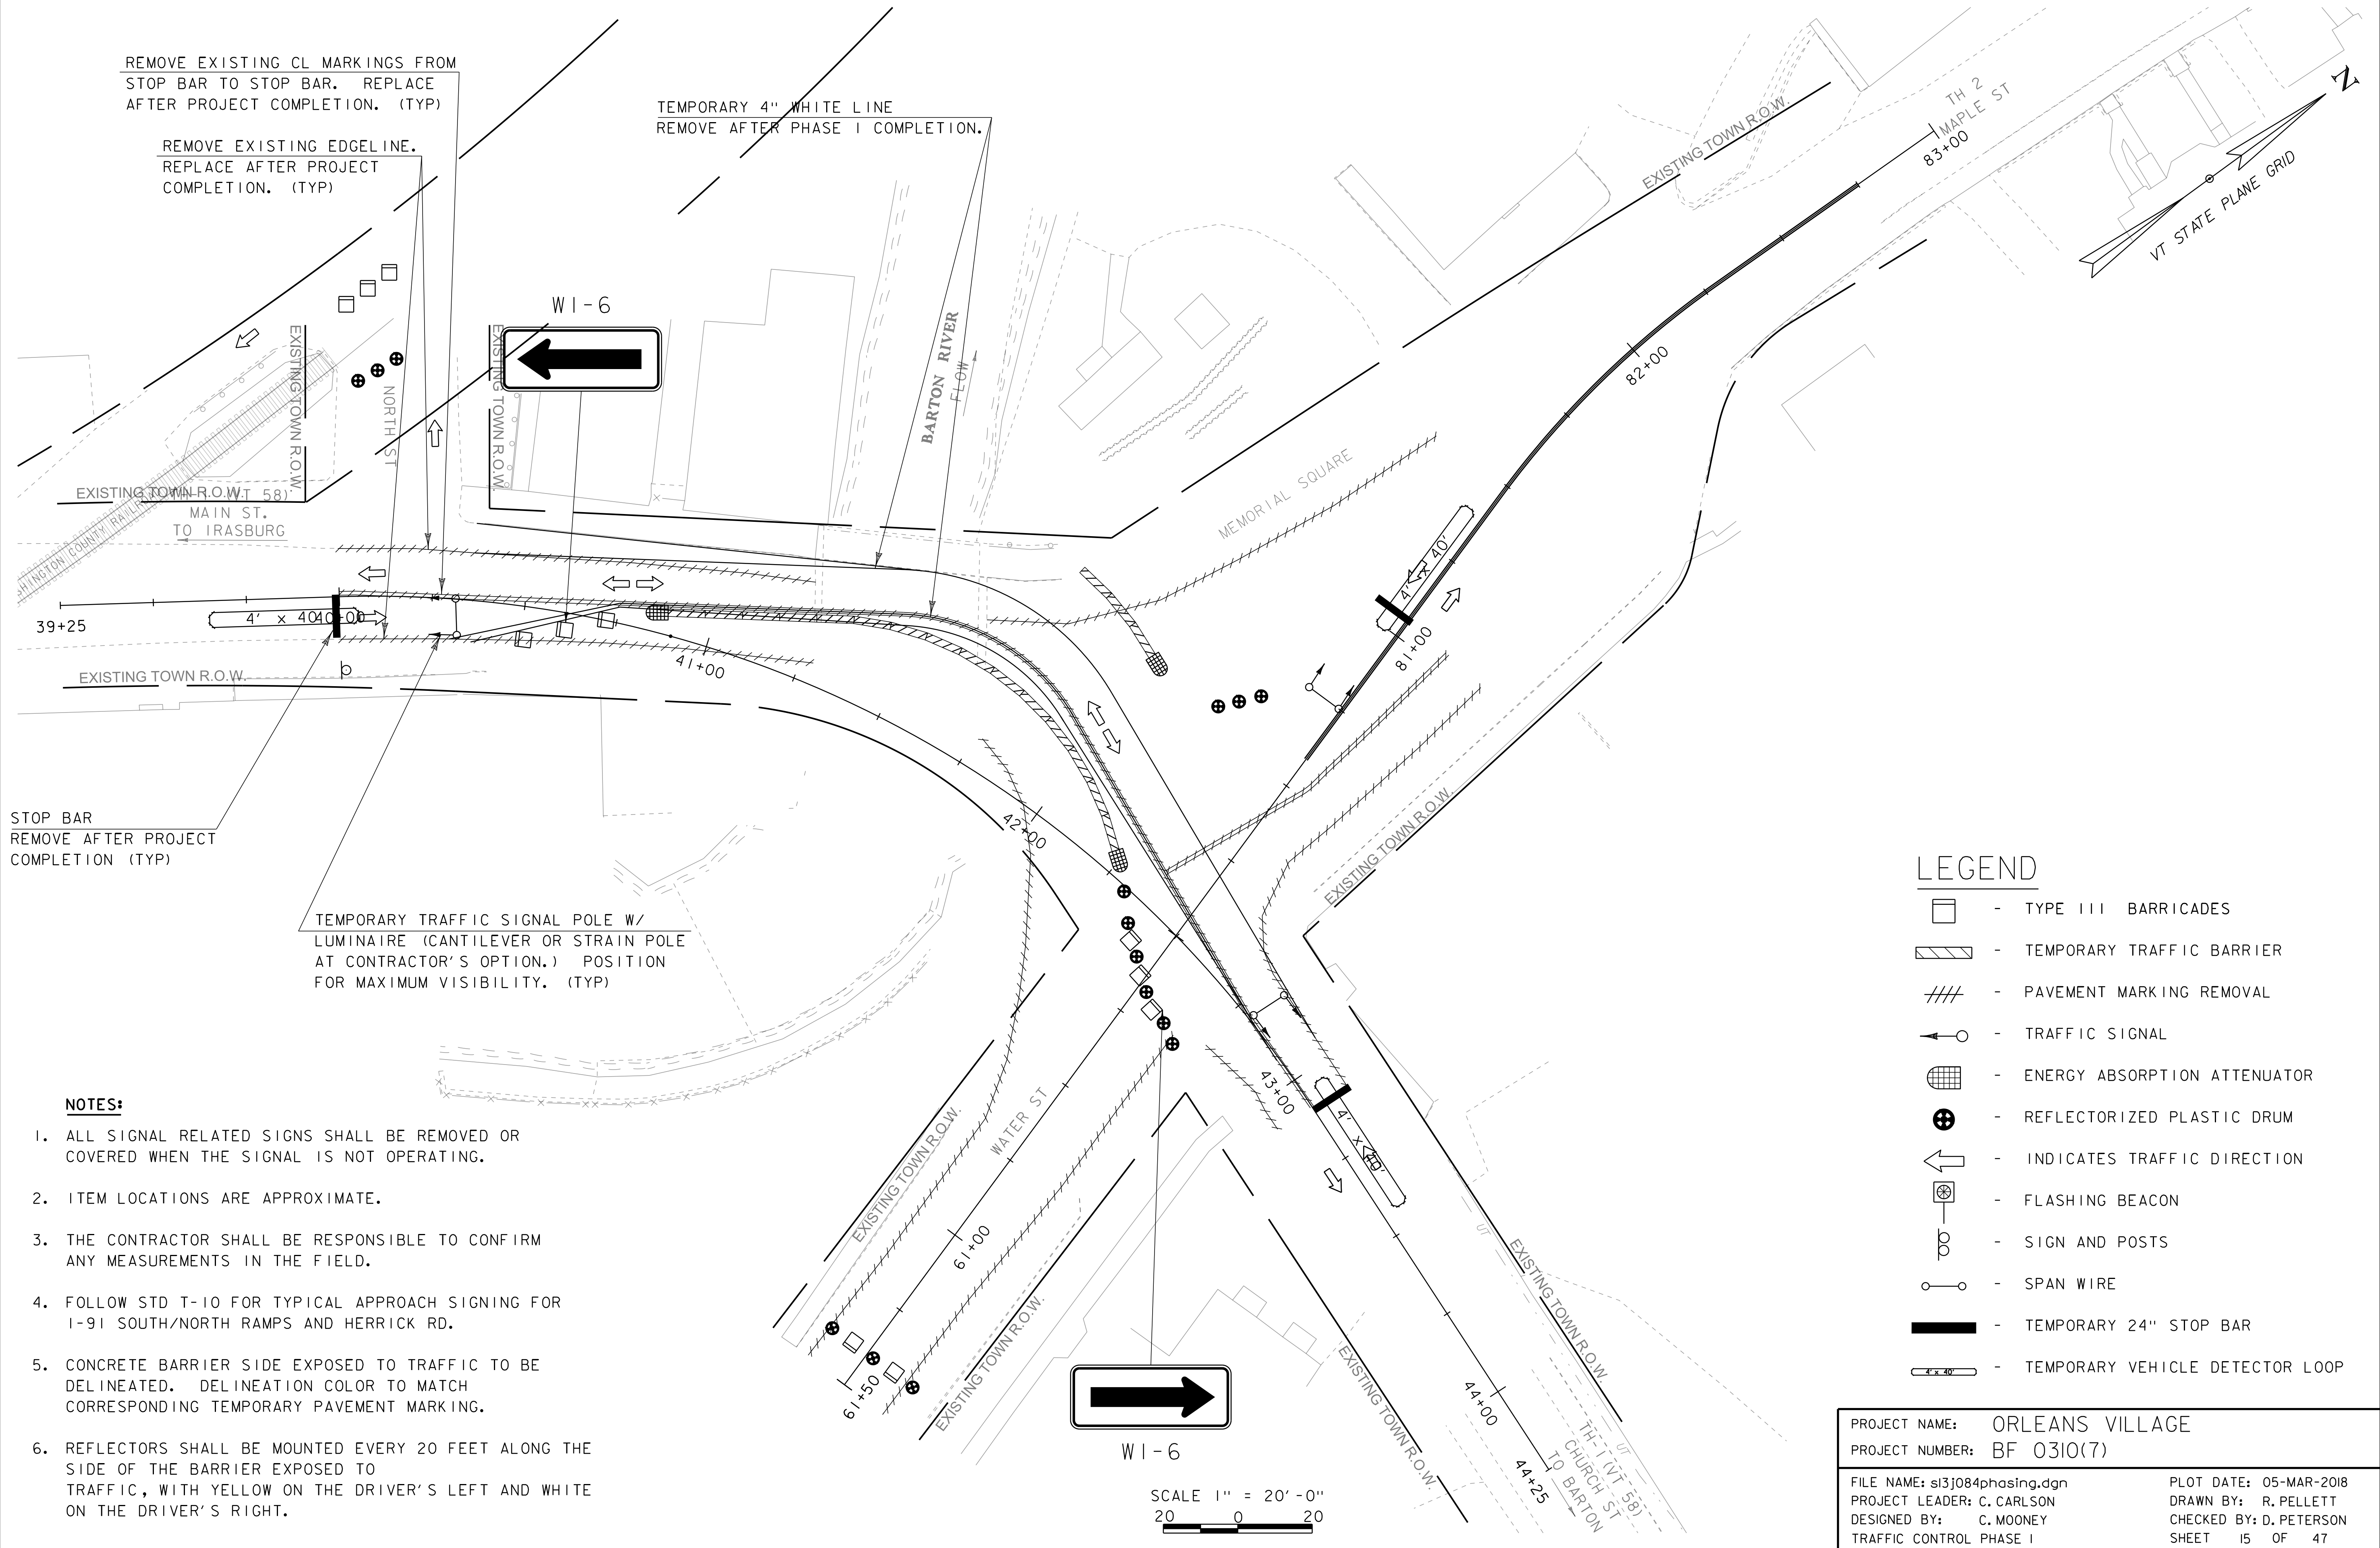 REMOVE EXISTING CL MARKINGS FROM
STOP BAR TO STOP BAR. REPLACE
AFTER PROJECT COMPLETION. (TYP)
REMOVE EXISTING EDGELINE.
REPLACE AFTER PROJECT
COMPLETION. (TYP)
TEMPORARY 4" WHITE LINE
REMOVE AFTER PHASE 1 COMPLETION.
W1-6
BARTON RIVER
FLOW
EXISTING TOWN R.O.W.
TH 2
MAPLE ST
83+00
N
VT STATE PLANE GRID
EXISTING TOWN R.O.W.
NORTH ST
EXISTING TOWN R.O.W.
EXISTING TOWN R.O.W.
VT 58)
MAIN ST.
TO IRASBURG
MEMORIAL SQUARE
82+00
4' x 40'
81+00
39+25
4' x 40'
40+00
41+00
EXISTING TOWN R.O.W.
42+00
EXISTING TOWN R.O.W.
STOP BAR
REMOVE AFTER PROJECT
COMPLETION (TYP)
TEMPORARY TRAFFIC SIGNAL POLE W/
LUMINAIRE (CANTILEVER OR STRAIN POLE
AT CONTRACTOR'S OPTION.) POSITION
FOR MAXIMUM VISIBILITY. (TYP)
43+00
4' x 40'
WATER ST
EXISTING TOWN R.O.W.
61+00
EXISTING TOWN R.O.W.
61+50
EXISTING TOWN R.O.W.
EXISTING TOWN R.O.W.
UT
UT
44+00
44+25
TH-1 (VT 58)
CHURCH ST
TO BARTON
W1-6
SCALE 1" = 20'-0"
20 0 20
NOTES:
1. ALL SIGNAL RELATED SIGNS SHALL BE REMOVED OR
COVERED WHEN THE SIGNAL IS NOT OPERATING.
2. ITEM LOCATIONS ARE APPROXIMATE.
3. THE CONTRACTOR SHALL BE RESPONSIBLE TO CONFIRM
ANY MEASUREMENTS IN THE FIELD.
4. FOLLOW STD T-10 FOR TYPICAL APPROACH SIGNING FOR
I-91 SOUTH/NORTH RAMPS AND HERRICK RD.
5. CONCRETE BARRIER SIDE EXPOSED TO TRAFFIC TO BE
DELINEATED. DELINEATION COLOR TO MATCH
CORRESPONDING TEMPORARY PAVEMENT MARKING.
6. REFLECTORS SHALL BE MOUNTED EVERY 20 FEET ALONG THE
SIDE OF THE BARRIER EXPOSED TO
TRAFFIC, WITH YELLOW ON THE DRIVER'S LEFT AND WHITE
ON THE DRIVER'S RIGHT.
LEGEND
- TYPE III BARRICADES
- TEMPORARY TRAFFIC BARRIER
- PAVEMENT MARKING REMOVAL
- TRAFFIC SIGNAL
- ENERGY ABSORPTION ATTENUATOR
- REFLECTORIZED PLASTIC DRUM
- INDICATES TRAFFIC DIRECTION
- FLASHING BEACON
- SIGN AND POSTS
- SPAN WIRE
- TEMPORARY 24" STOP BAR
4' x 40' - TEMPORARY VEHICLE DETECTOR LOOP
PROJECT NAME: ORLEANS VILLAGE
PROJECT NUMBER: BF 0310(7)
FILE NAME: s13j084phasing.dgn PLOT DATE: 05-MAR-2018
PROJECT LEADER: C. CARLSON DRAWN BY: R. PELLETT
DESIGNED BY: C. MOONEY CHECKED BY: D. PETERSON
TRAFFIC CONTROL PHASE 1 SHEET 15 OF 47